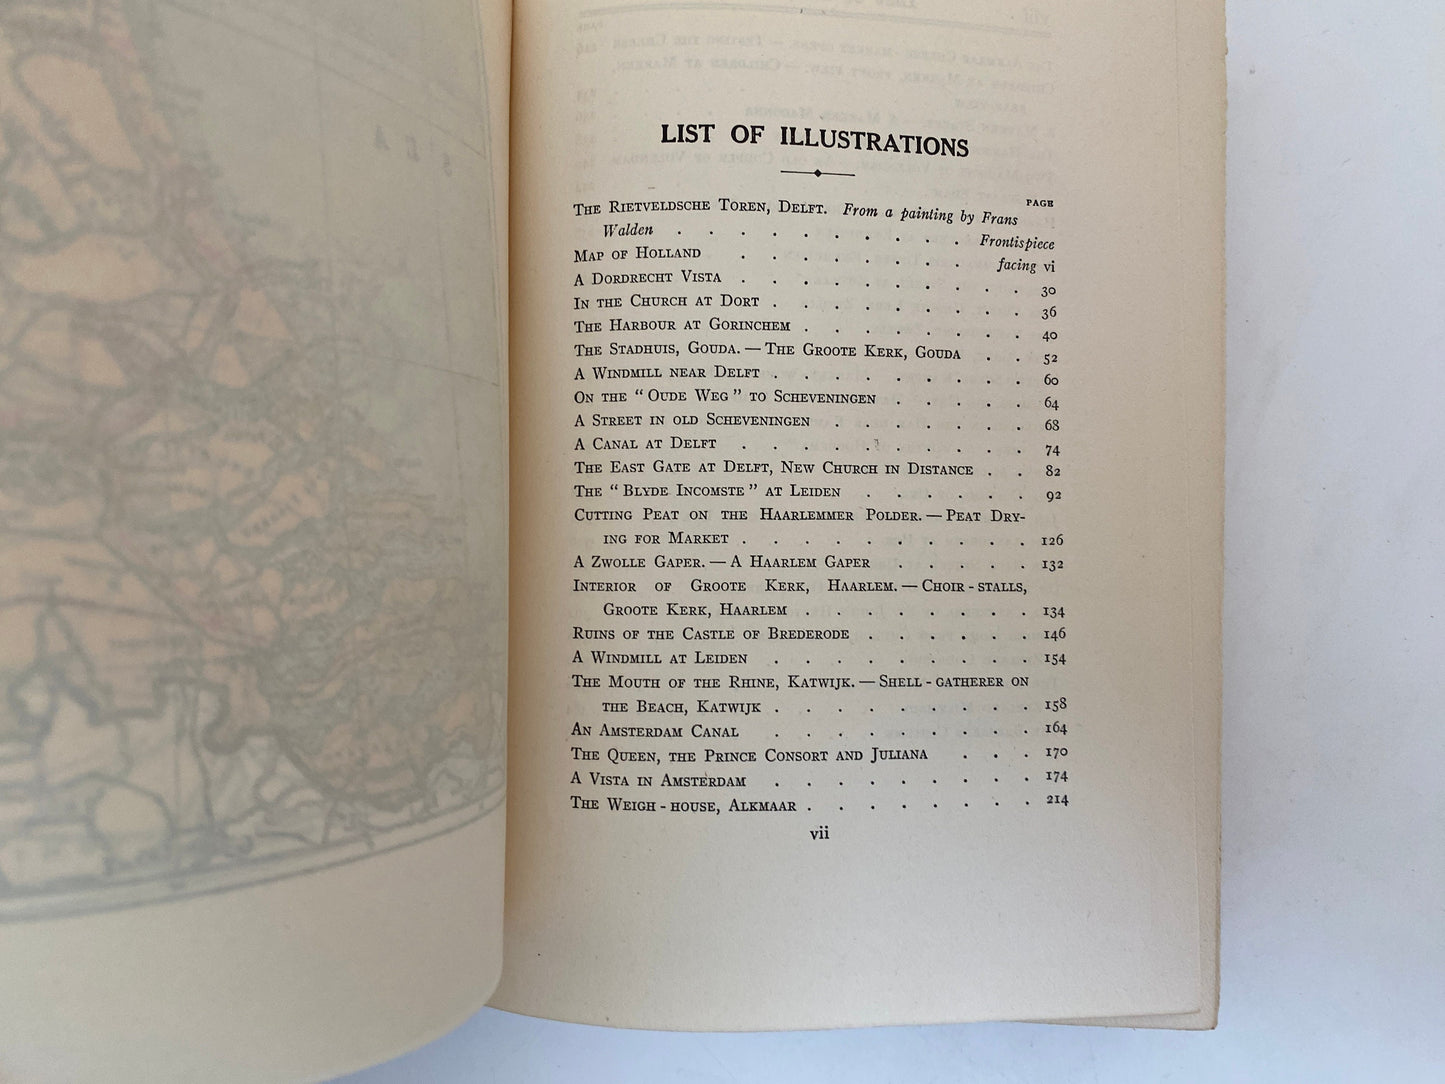 LIST OF ILLUSTRATIONS
PAGE
THE RIETVELDSCHE TOREN, DELFT. From a painting by Frans
Walden . . . . . . . . . . Frontispiece
MAP OF HOLLAND . . . . . . . facing vi
A DORDRECHT VISTA . . . . . . . . . . 30
IN THE CHURCH AT DORT . . . . . . . . 36
THE HARBOUR AT GORINCHEM . . . . . . . 40
THE STADHUIS, GOUDA. — THE GROOTE KERK, GOUDA . . 52
A WINDMILL NEAR DELFT . . . . . . . . . 60
ON THE "OUDE WEG" TO SCHEVENINGEN . . . . . 64
A STREET IN OLD SCHEVENINGEN . . . . . . 68
A CANAL AT DELFT . . . . . . . . . . 74
THE EAST GATE AT DELFT, NEW CHURCH IN DISTANCE . . 82
THE "BLYDE INCOMSTE" AT LEIDEN . . . . . . 92
CUTTING PEAT ON THE HAARLEMMER POLDER. — PEAT DRY-
ING FOR MARKET . . . . . . . . . . 126
A ZWOLLE GAPER. — A HAARLEM GAPER . . . . . 132
INTERIOR OF GROOTE KERK, HAARLEM. — CHOIR-STALLS,
GROOTE KERK, HAARLEM . . . . . . . 134
RUINS OF THE CASTLE OF BREDERODE . . . . . . 146
A WINDMILL AT LEIDEN . . . . . . . . 154
THE MOUTH OF THE RHINE, KATWIJK. — SHELL-GATHERER ON
THE BEACH, KATWIJK . . . . . . . . . 158
AN AMSTERDAM CANAL . . . . . . . . 164
THE QUEEN, THE PRINCE CONSORT AND JULIANA . . . 170
A VISTA IN AMSTERDAM . . . . . . . . . 174
THE WEIGH-HOUSE, ALKMAAR . . . . . . . . 214
vii